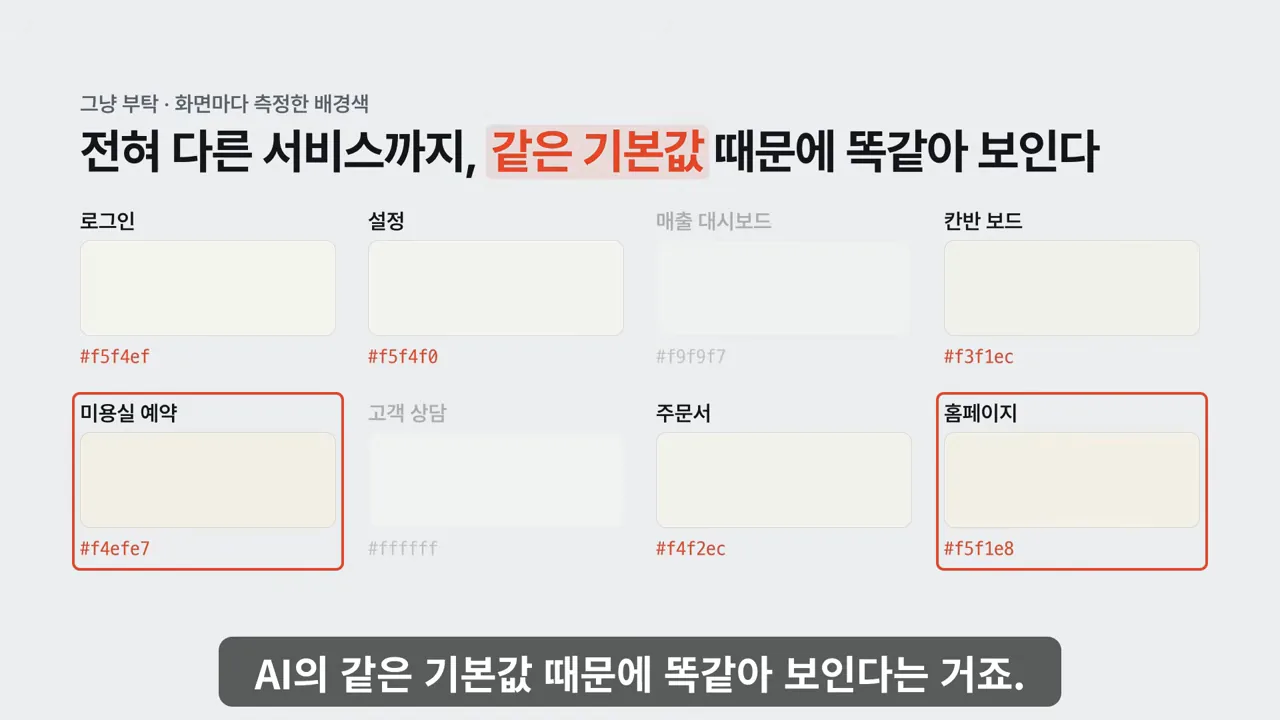 그냥 부탁 · 화면마다 측정한 배경색
전혀 다른 서비스까지, 같은 기본값 때문에 똑같아 보인다
로그인
설정
매출 대시보드
칸반 보드
#f5f4ef
#f5f4f0
#f9f9f7
#f3f1ec
미용실 예약
고객 상담
주문서
홈페이지
#f4efe7
#ffffff
#f4f2ec
#f5f1e8
AI의 같은 기본값 때문에 똑같아 보인다는 거죠.